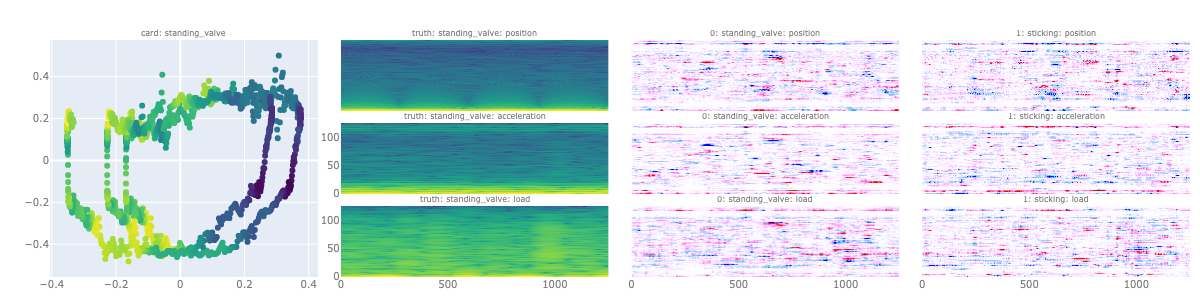 card: standing_valve
truth: standing_valve: position
0: standing_valve: position
1: sticking: position
0.4
0.2
0
−0.2
−0.4
−0.4
−0.2
0
0.2
0.4
truth: standing_valve: acceleration
0: standing_valve: acceleration
1: sticking: acceleration
100
50
0
truth: standing_valve: load
0: standing_valve: load
1: sticking: load
100
50
0
0
1000
0
1000
0
1000